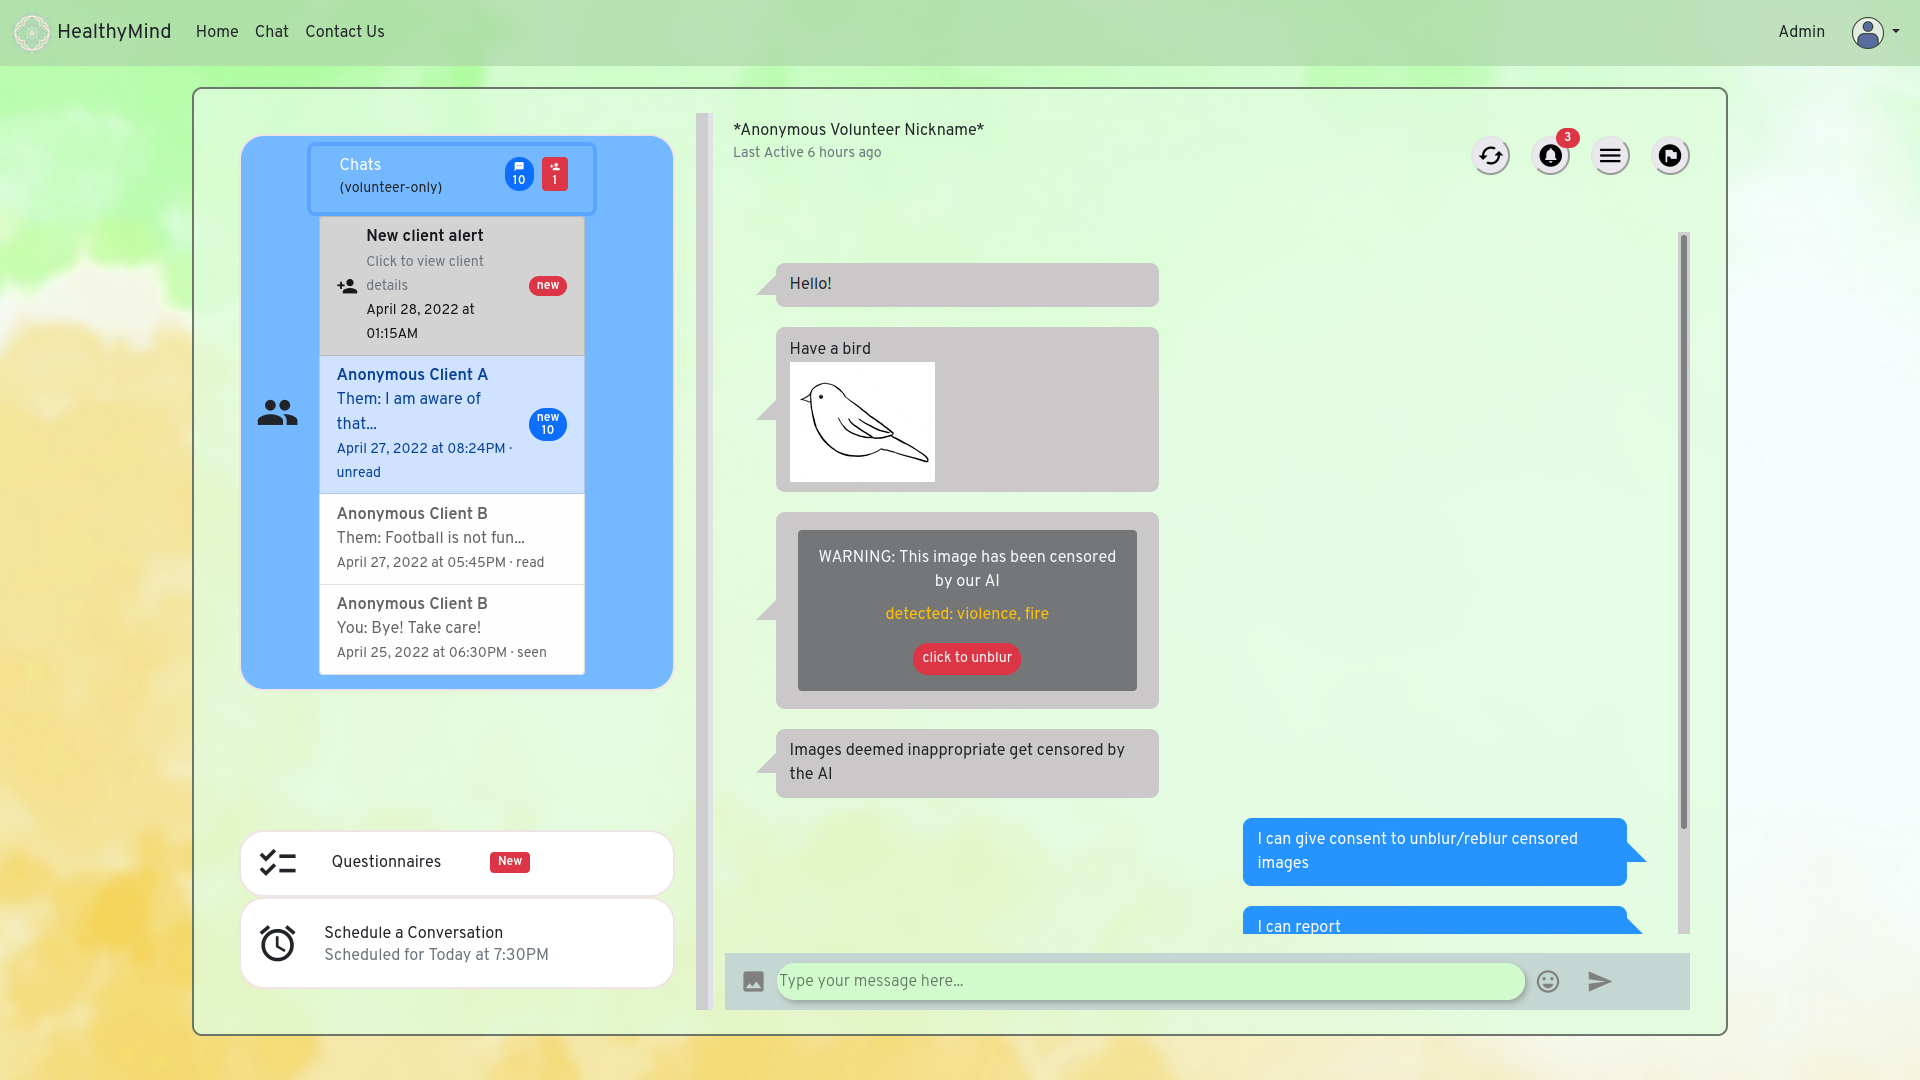 HealthyMind
Home
Chat
Contact Us
Admin
Chats
(volunteer-only)
10
1
New client alert
Click to view client
details
April 28, 2022 at
01:15AM
new
Anonymous Client A
Them: I am aware of
that...
April 27, 2022 at 08:24PM ·
unread
new
10
Anonymous Client B
Them: Football is not fun...
April 27, 2022 at 05:45PM · read
Anonymous Client B
You: Bye! Take care!
April 25, 2022 at 06:30PM · seen
Questionnaires
New
Schedule a Conversation
Scheduled for Today at 7:30PM
*Anonymous Volunteer Nickname*
Last Active 6 hours ago
3
Hello!
Have a bird
WARNING: This image has been censored
by our AI
detected: violence, fire
click to unblur
Images deemed inappropriate get censored by
the AI
I can give consent to unblur/reblur censored
images
I can report
Type your message here...